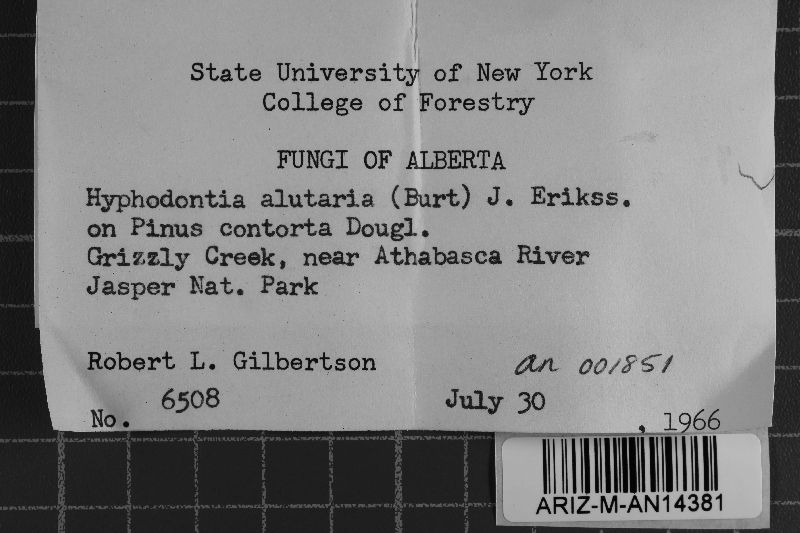 State University of New York
College of Forestry
FUNGI OF ALBERTA
Hyphodontia alutaria (Burt) J. Erikss.
on Pinus contorta Dougl.
Grizzly Creek, near Athabasca River
Jasper Nat. Park
Robert L. Gilbertson
an 001851
No. 6508
July 30, 1966
ARIZ-M-AN14381